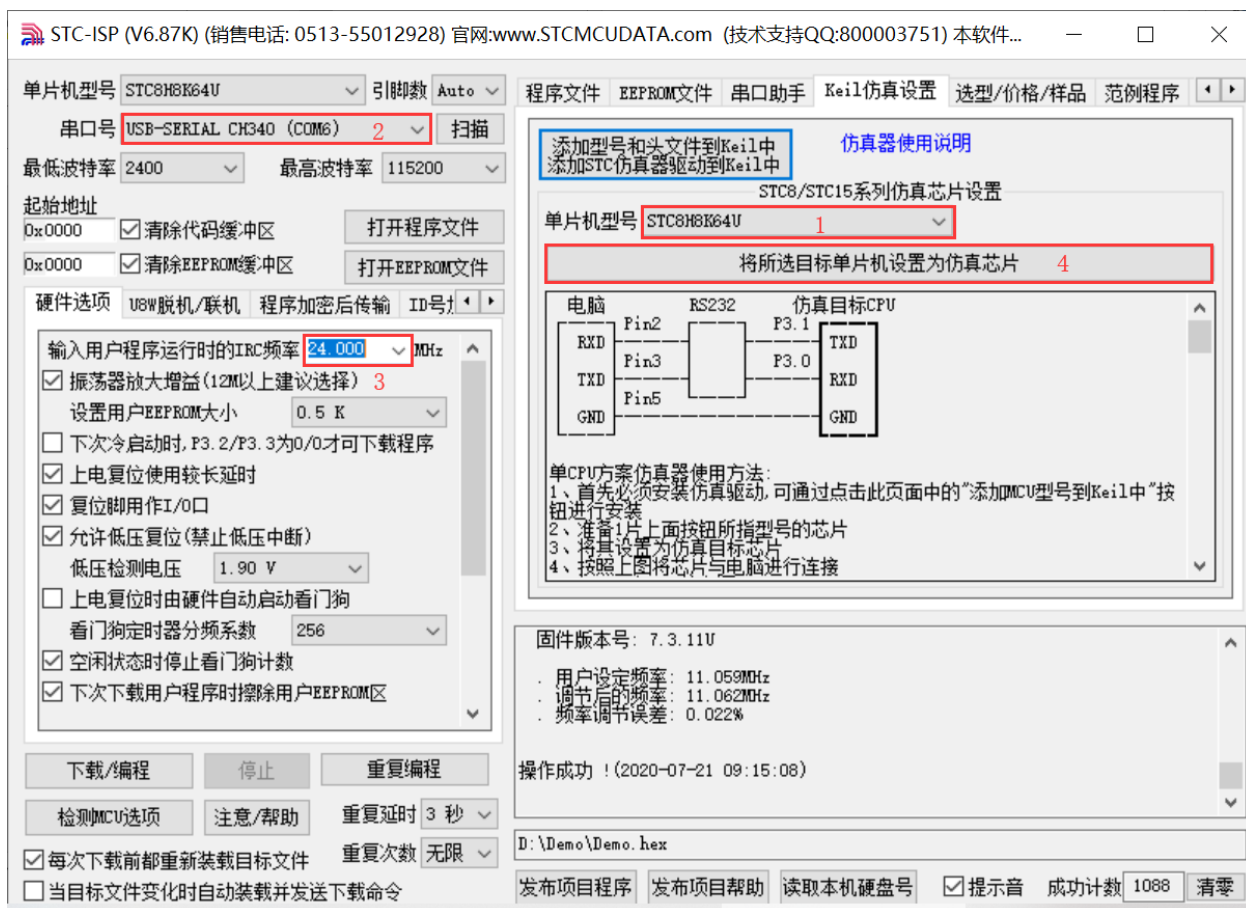 STC-ISP (V6.87K) (销售电话: 0513-55012928) 官网:www.STCMCUDATA.com (技术支持QQ:800003751) 本软件...
单片机型号 STC8H8K64U 引脚数 Auto
串口号 USB-SERIAL CH340 (COM6) 2 扫描
最低波特率 2400 最高波特率 115200
起始地址
0x0000 清除代码缓冲区 打开程序文件
0x0000 清除EEPROM缓冲区 打开EEPROM文件
硬件选项 U8W脱机/联机 程序加密后传输
输入用户程序运行时的IRC频率 24.000 MHz
振荡器放大增益(12M以上建议选择) 3
设置用户EEPROM大小 0.5 K
下次冷启动时,P3.2/P3.3为0/0才可下载程序
上电复位使用较长延时
复位脚用作I/O口
允许低压复位(禁止低压中断)
低压检测电压 1.90 V
上电复位时由硬件自动启动看门狗
看门狗定时器分频系数 256
空闲状态时停止看门狗计数
下次下载用户程序时擦除用户EEPROM区
下载/编程 停止 重复编程
检测MCU选项 注意/帮助 重复延时 3 秒
每次下载前都重新装载目标文件 重复次数 无限
当目标文件变化时自动装载并发送下载命令
程序文件 EEPROM文件 串口助手 Keil仿真设置 选型/价格/样品 范例程序
添加型号和头文件到Keil中
添加STC仿真器驱动到Keil中
仿真器使用说明
STC8/STC15系列仿真芯片设置
单片机型号 STC8H8K64U 1
将所选目标单片机设置为仿真芯片 4
电脑 RS232 仿真目标CPU
Pin2 P3.1
RXD TXD
Pin3 P3.0
TXD RXD
Pin5
GND GND
单CPU方案仿真器使用方法:
1、首先必须安装仿真驱动,可通过点击此页面中的"添加MCU型号到Keil中"按
钮进行安装
2、准备1片上面按钮所指型号的芯片
3、将其设置为仿真目标芯片
4、按照上图将芯片与电脑进行连接
固件版本号: 7.3.11U
. 用户设定频率: 11.059MHz
. 调节后的频率: 11.062MHz
. 频率调节误差: 0.022%
操作成功 !(2020-07-21 09:15:08)
D:\Demo\Demo.hex
发布项目程序 发布项目帮助 读取本机硬盘号 提示音 成功计数 1088 清零